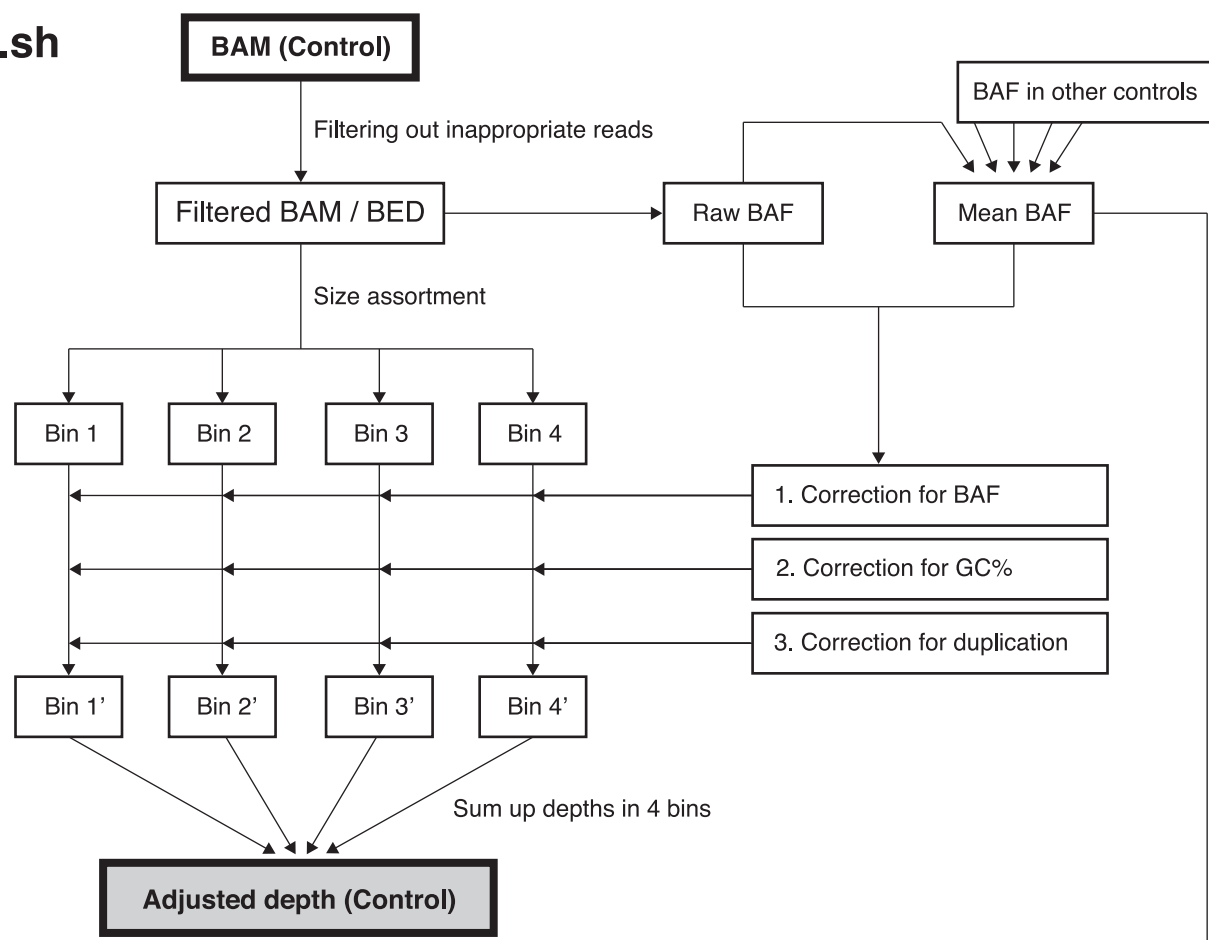 .sh
BAM (Control)
BAF in other controls
Filtering out inappropriate reads
Filtered BAM / BED
Raw BAF
Mean BAF
Size assortment
Bin 1
Bin 2
Bin 3
Bin 4
1. Correction for BAF
2. Correction for GC%
3. Correction for duplication
Bin 1’
Bin 2’
Bin 3’
Bin 4’
Sum up depths in 4 bins
Adjusted depth (Control)